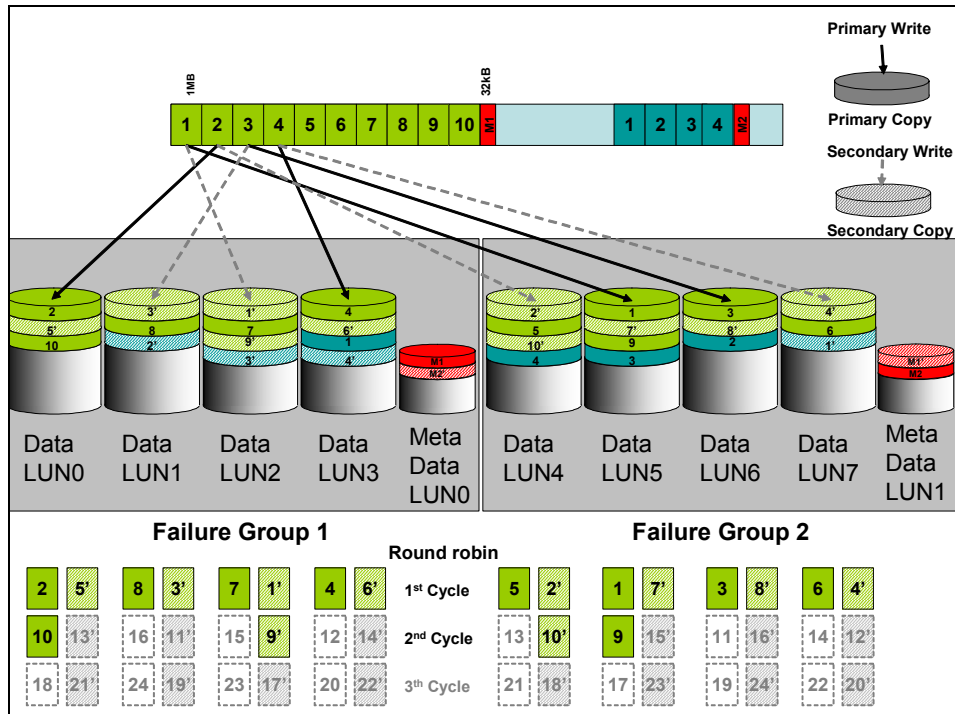 Primary Write
Primary Copy
Secondary Write
Secondary Copy
1MB
32kB
1 2 3 4 5 6 7 8 9 10 M1 1 2 3 4 M2
2 3' 1' 4 2' 1 3 4'
5' 8 7 6' 5 7' 8' 6
10 2' 9' 1 10' 9 2 1'
3' 4' 4 3
M1 M1'
M2' M2
Data LUN0
Data LUN1
Data LUN2
Data LUN3
Meta Data LUN0
Data LUN4
Data LUN5
Data LUN6
Data LUN7
Meta Data LUN1
Failure Group 1
Failure Group 2
Round robin
2 5' 8 3' 7 1' 4 6' 1st Cycle 5 2' 1 7' 3 8' 6 4'
10 13' 16 11' 15 9' 12 14' 2nd Cycle 13 10' 9 15' 11 16' 14 12'
18 21' 24 19' 23 17' 20 22' 3th Cycle 21 18' 17 23' 19 24' 22 20'